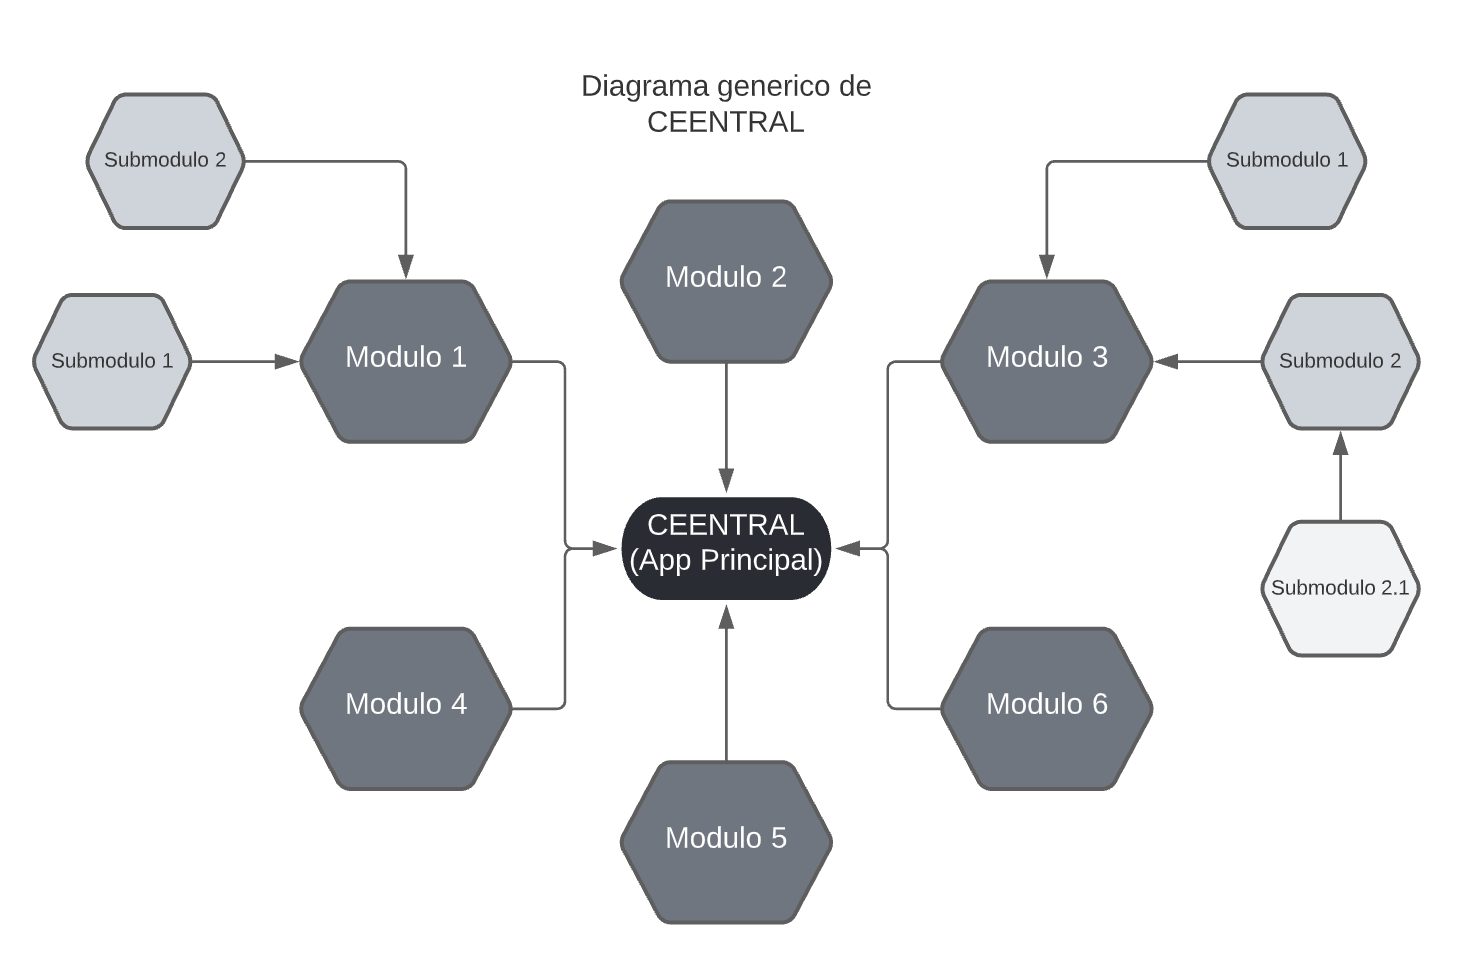 Diagrama generico de
CEENTRAL
Submodulo 2
Submodulo 1
Modulo 2
Submodulo 1
Modulo 1
Modulo 3
Submodulo 2
CEENTRAL
(App Principal)
Submodulo 2.1
Modulo 4
Modulo 6
Modulo 5